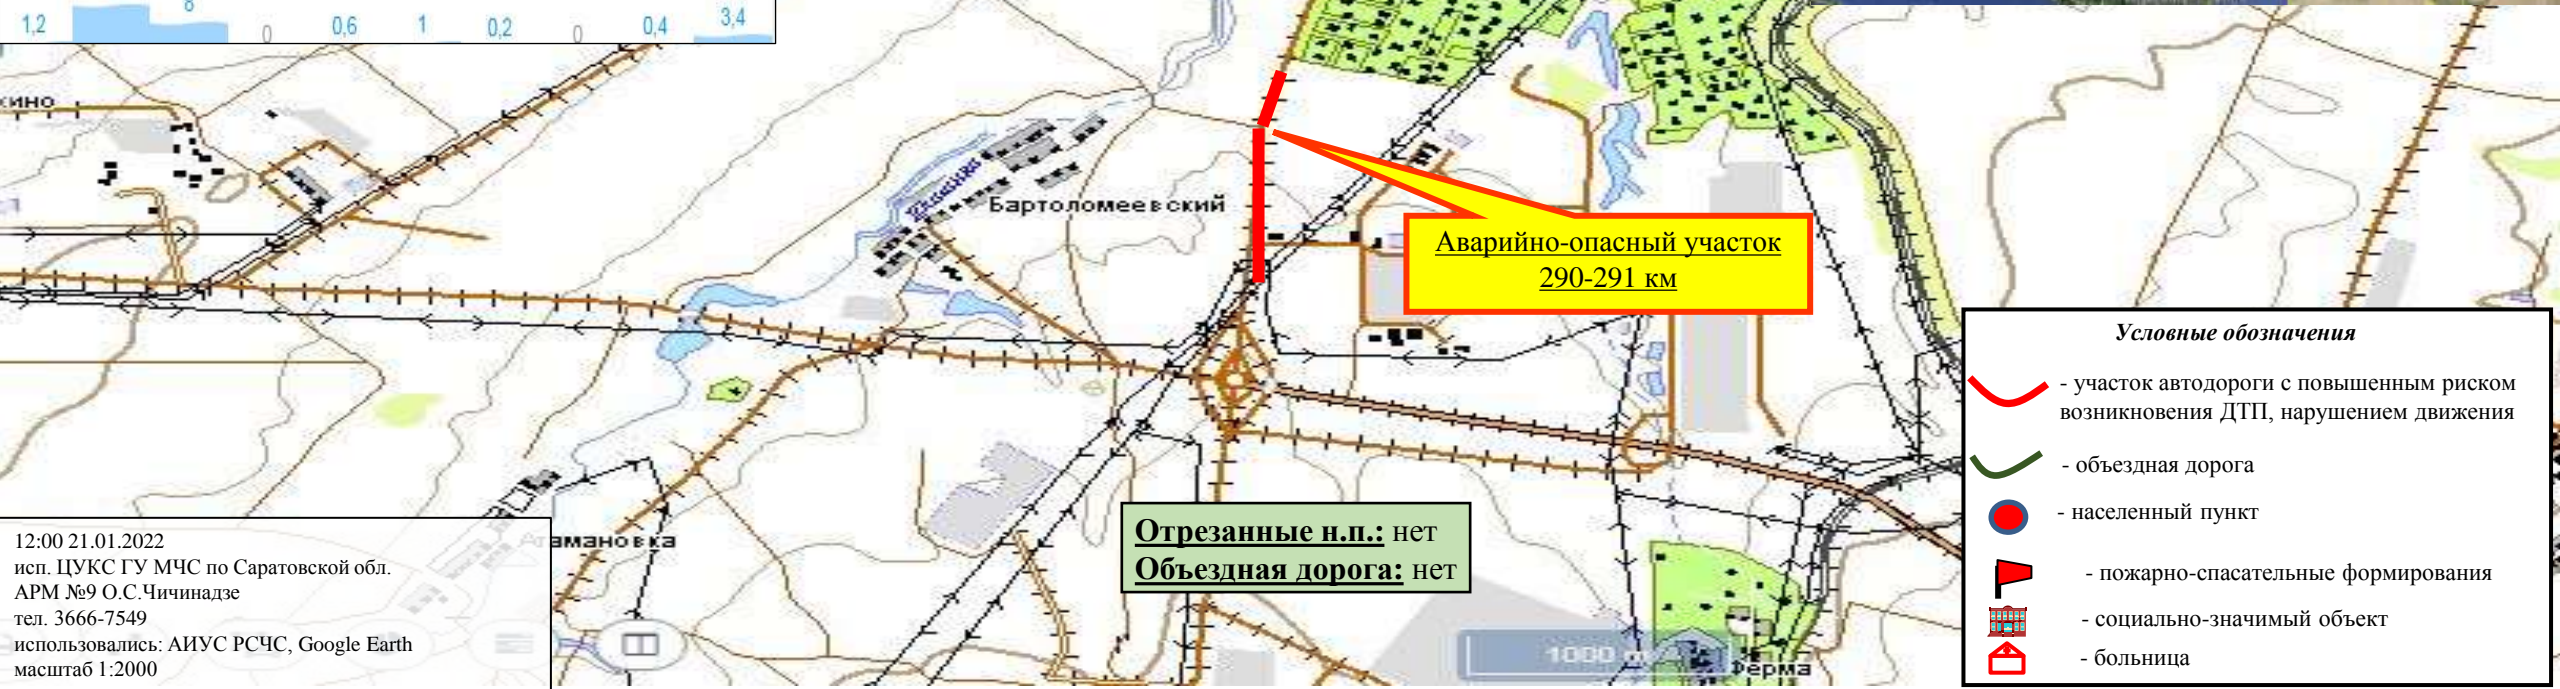 8
1,2
0
0,6
1
0,2
0
0,4
3,4
Бартоломеевский
Аварийно-опасный участок
290-291 км
Условные обозначения
- участок автодороги с повышенным риском
возникновения ДТП, нарушением движения
- объездная дорога
- населенный пункт
- пожарно-спасательные формирования
- социально-значимый объект
- больница
Атамановка
Отрезанные н.п.: нет
Объездная дорога: нет
12:00 21.01.2022
исп. ЦУКС ГУ МЧС по Саратовской обл.
АРМ №9 О.С.Чичинадзе
тел. 3666-7549
использовались: АИУС РСЧС, Google Earth
масштаб 1:2000
1000 m
Ферма